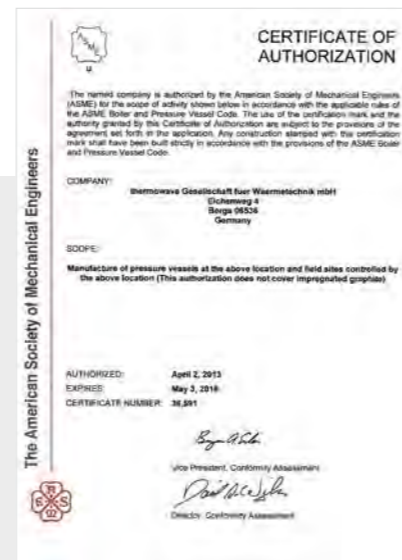 ASME
U
CERTIFICATE OF
AUTHORIZATION
The named company is authorized by the American Society of Mechanical Engineers
(ASME) for the scope of activity shown below in accordance with the applicable rules of
the ASME Boiler and Pressure Vessel Code. The use of the certification mark and the
authority granted by this Certificate of Authorization are subject to the provisions of the
agreement set forth in the application. Any construction stamped with this certification
mark shall have been built strictly in accordance with the provisions of the ASME Boiler
and Pressure Vessel Code.
COMPANY:
thermowave Gesellschaft fuer Waermetechnik mbH
Eichenweg 4
Berga 06536
Germany
SCOPE:
Manufacture of pressure vessels at the above location and field sites controlled by
the above location (This authorization does not cover impregnated graphite)
AUTHORIZED: April 2, 2013
EXPIRES: May 3, 2016
CERTIFICATE NUMBER: 36,591
Vice President, Conformity Assessment
Director, Conformity Assessment
The American Society of Mechanical Engineers